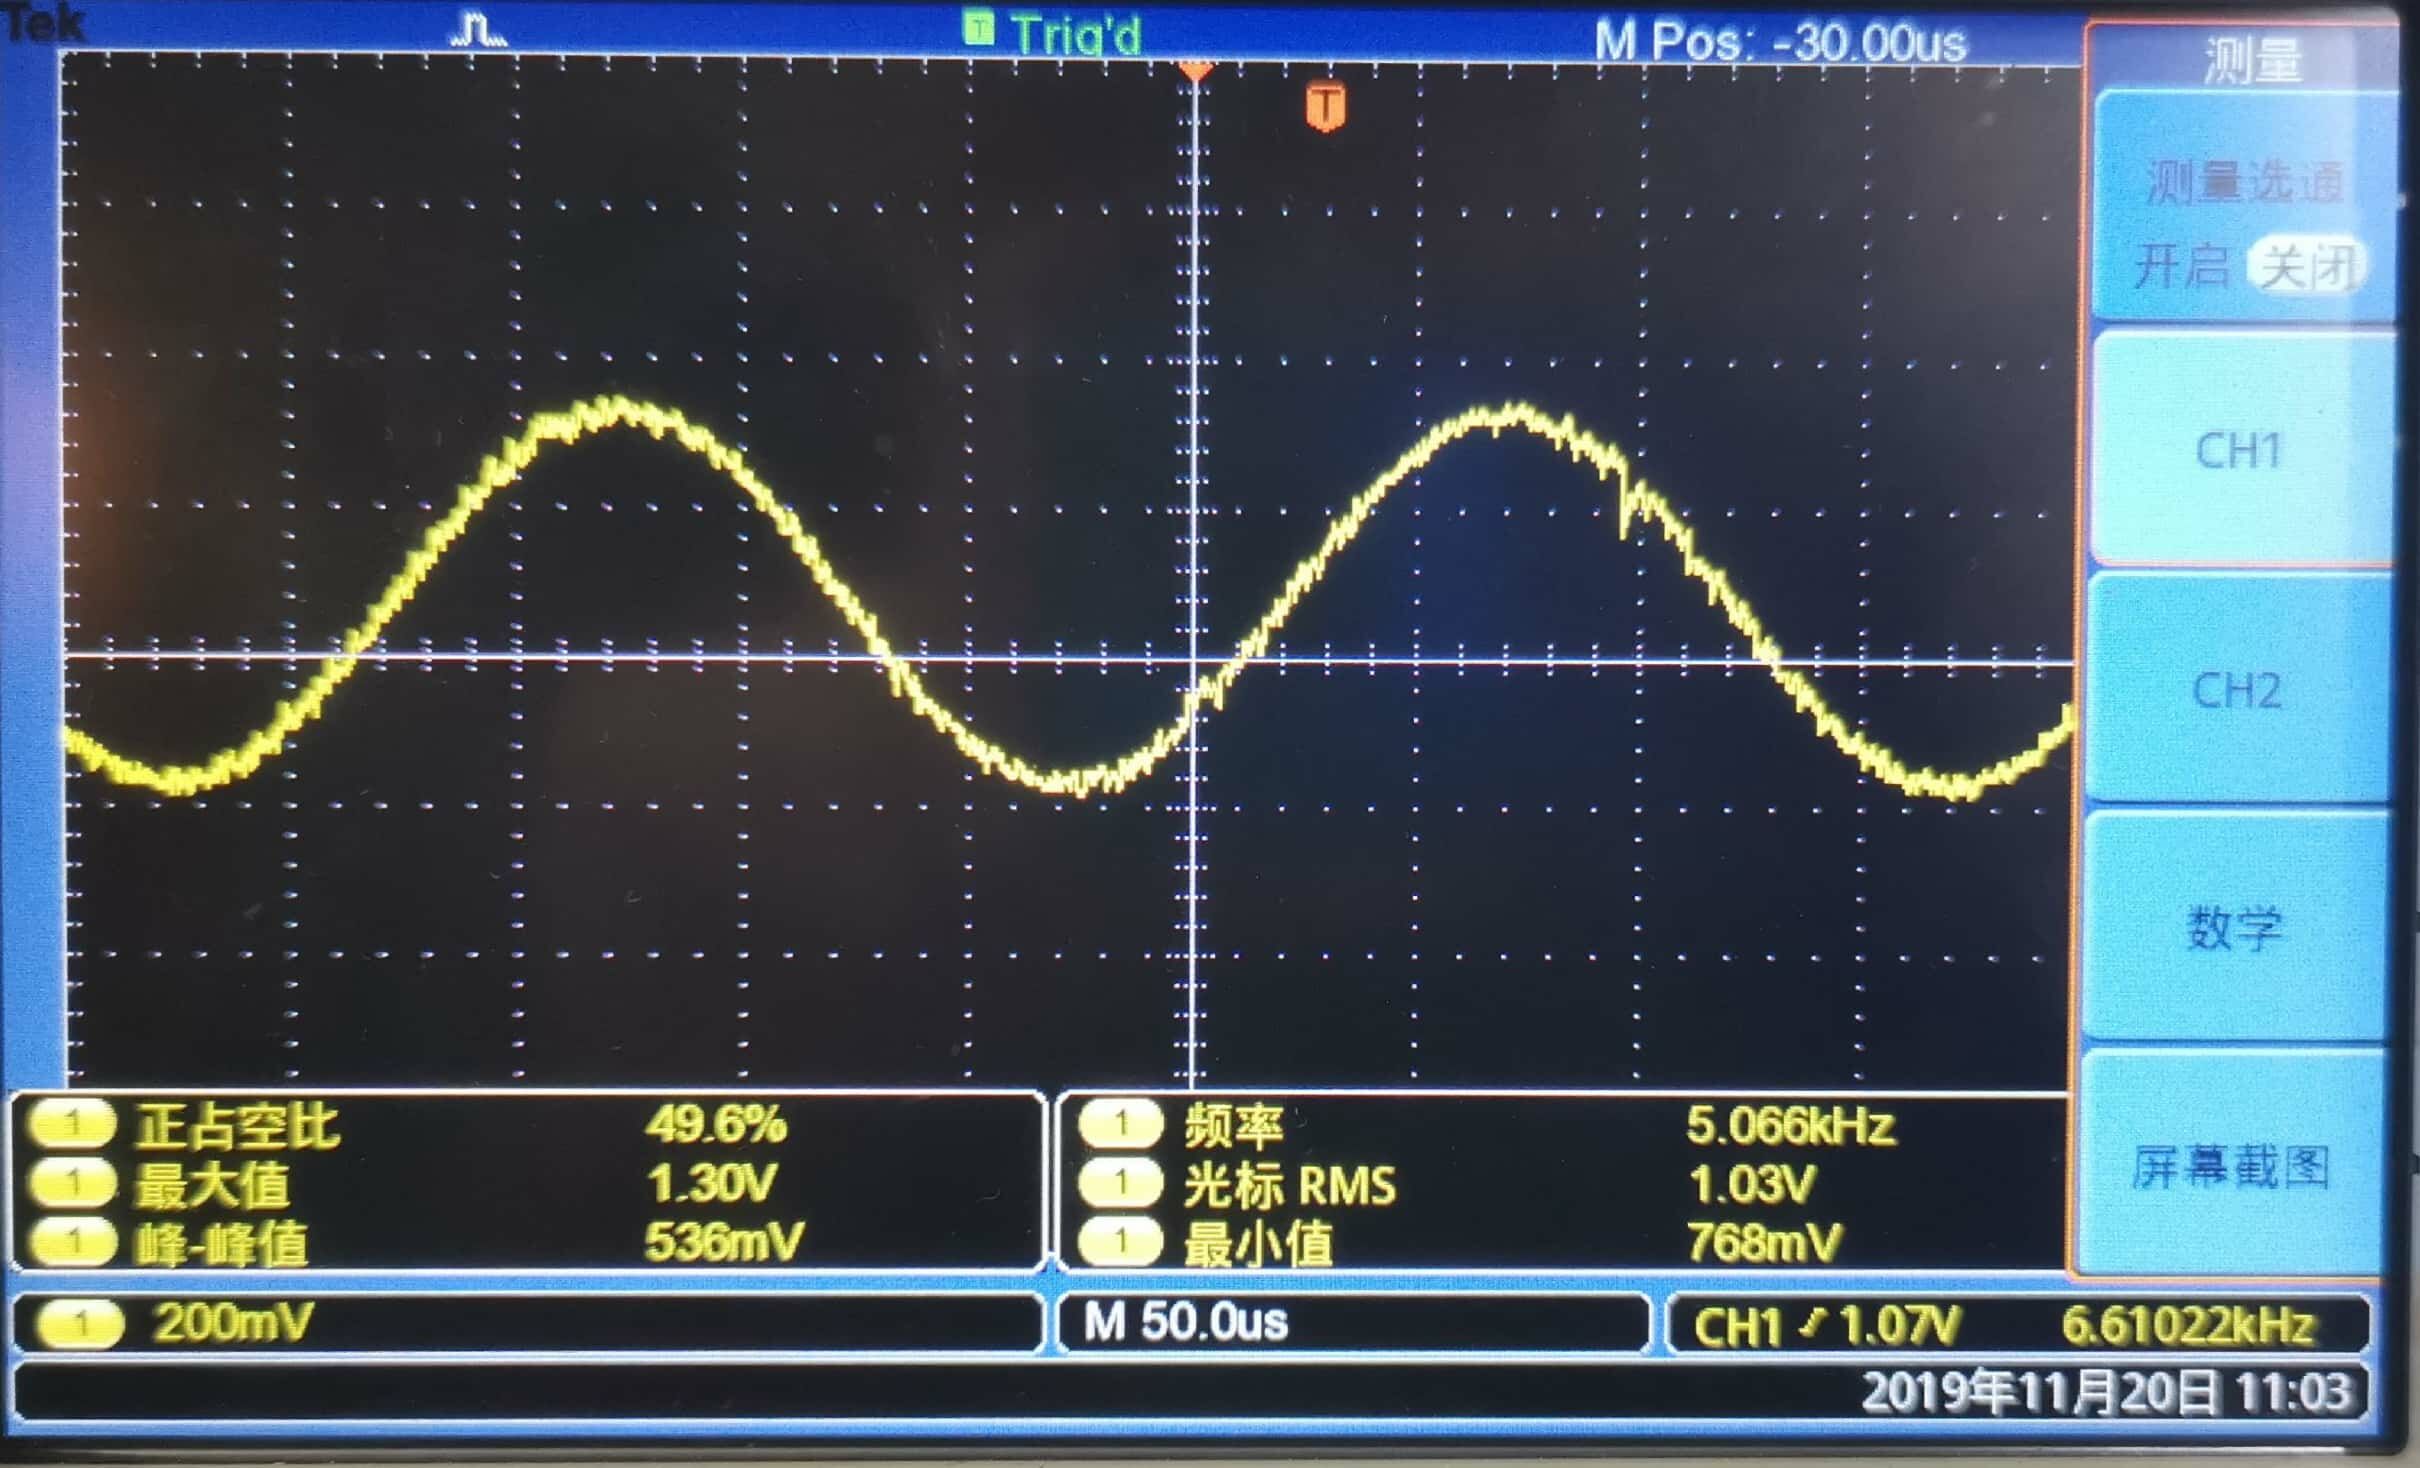 Tek
T Trig'd
M Pos: -30.00us
测量
T
测量选通
开启 关闭
CH1
CH2
数学
屏幕截图
1 正占空比 49.6%
1 最大值 1.30V
1 峰-峰值 536mV
1 频率 5.066kHz
1 光标 RMS 1.03V
1 最小值 768mV
1 200mV
M 50.0us
CH1 1.07V 6.61022kHz
2019年11月20日 11:03